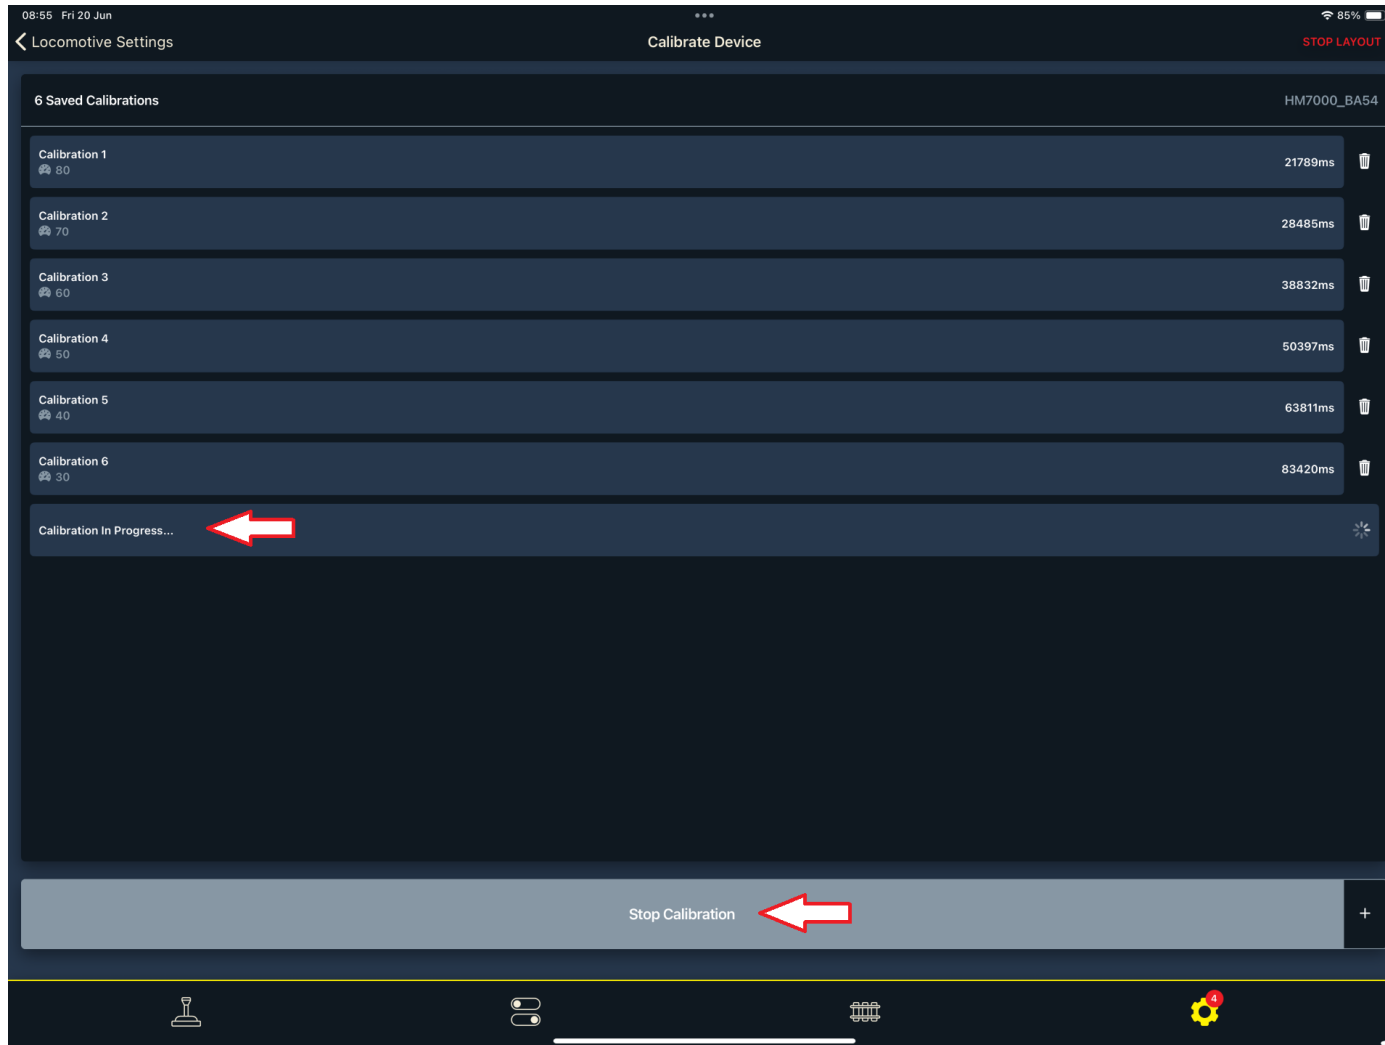 08:55 Fri 20 Jun
85%
Locomotive Settings
Calibrate Device
STOP LAYOUT
6 Saved Calibrations
HM7000_BA54
Calibration 1
80
21789ms
Calibration 2
70
28485ms
Calibration 3
60
38832ms
Calibration 4
50
50397ms
Calibration 5
40
63811ms
Calibration 6
30
83420ms
Calibration In Progress...
Stop Calibration
+
4